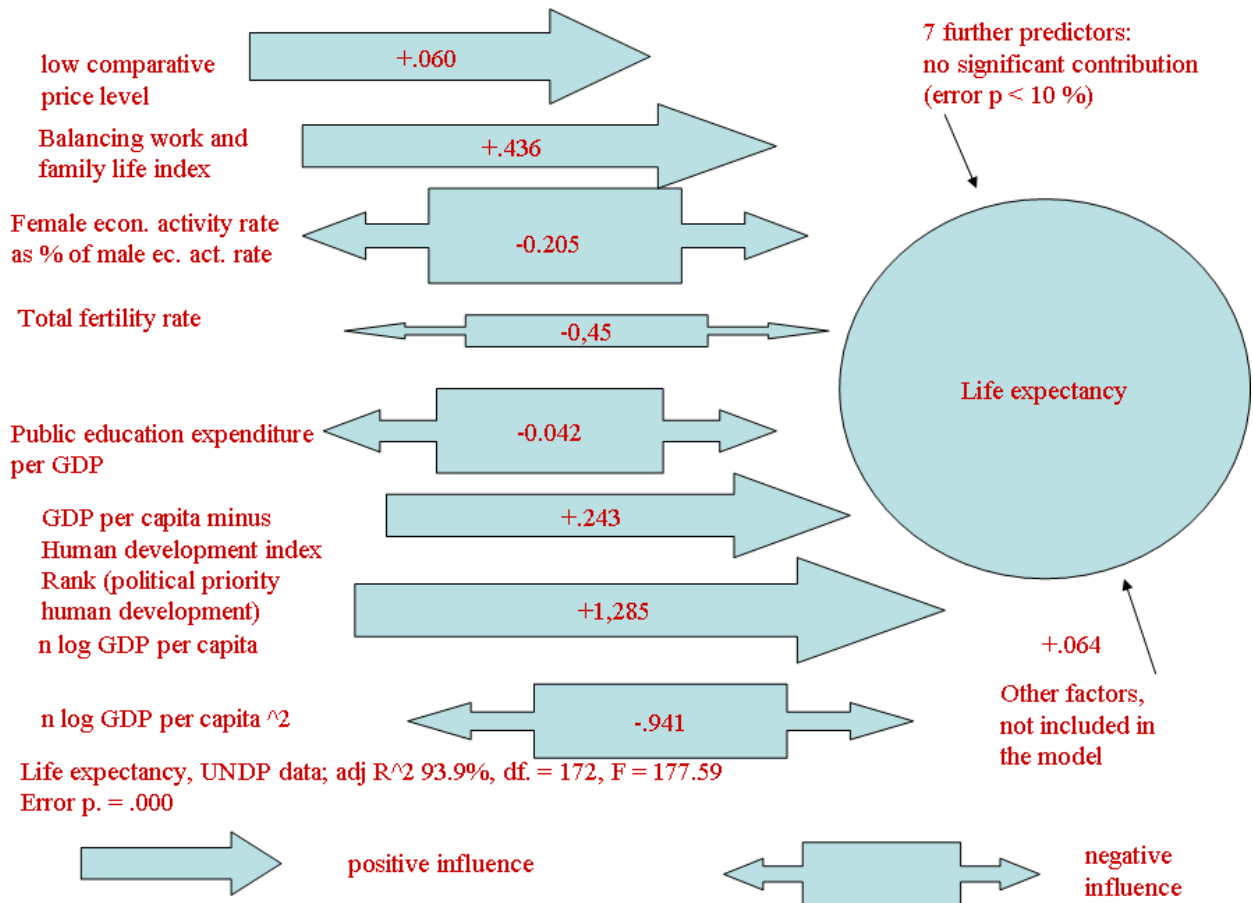 low comparative
price level
+.060
7 further predictors:
no significant contribution
(error p < 10 %)
Balancing work and
family life index
+.436
Female econ. activity rate
as % of male ec. act. rate
-0.205
Total fertility rate
-0,45
Life expectancy
Public education expenditure
per GDP
-0.042
GDP per capita minus
Human development index
Rank (political priority
human development)
+.243
n log GDP per capita
+1,285
+.064
Other factors,
not included in
the model
n log GDP per capita ^2
-.941
Life expectancy, UNDP data; adj R^2 93.9%, df. = 172, F = 177.59
Error p. = .000
positive influence
negative
influence